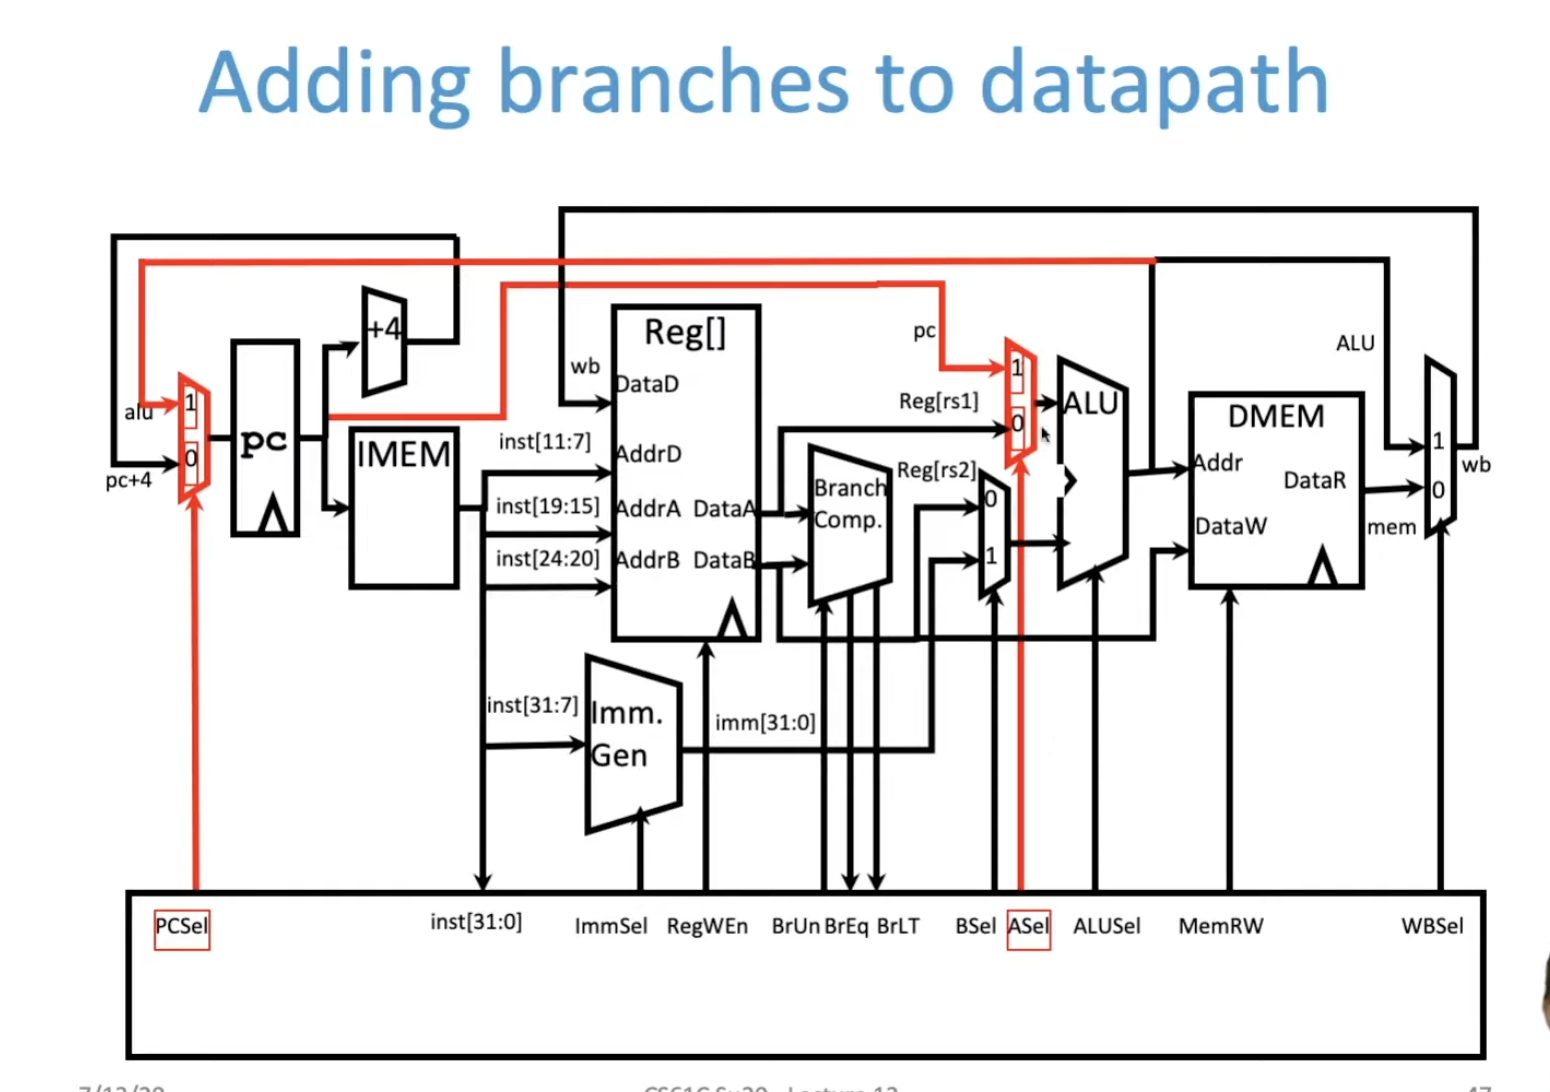 Adding branches to datapath
+4
Reg[]
pc
ALU
wb
DataD
1
alu
1
Reg[rs1]
ALU
DMEM
0
pc
IMEM
inst[11:7]
AddrD
0
1
pc+4
Reg[rs2]
Addr
wb
Branch
Comp.
0
DataR
0
inst[19:15]
AddrA
DataA
DataW
mem
inst[24:20]
AddrB
DataB
1
inst[31:7]
Imm.
Gen
imm[31:0]
PCSel
inst[31:0]
ImmSel
RegWEn
BrUn
BrEq
BrLT
BSel
ASel
ALUSel
MemRW
WBSel